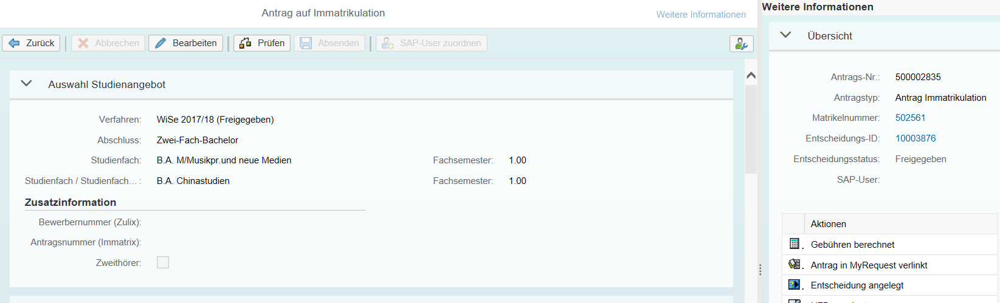 Antrag auf Immatrikulation
Weitere Informationen
Zurück
Abbrechen
Bearbeiten
Prüfen
Absenden
SAP-User zuordnen
Auswahl Studienangebot
Verfahren: WiSe 2017/18 (Freigegeben)
Abschluss: Zwei-Fach-Bachelor
Studienfach: B.A. M/Musikpr.und neue Medien Fachsemester: 1.00
Studienfach / Studienfach... : B.A. Chinastudien Fachsemester: 1.00
Zusatzinformation
Bewerbernummer (Zulix):
Antragsnummer (Immatrix):
Zweithörer:
Weitere Informationen
Übersicht
Antrags-Nr.: 500002835
Antragstyp: Antrag Immatrikulation
Matrikelnummer: 502561
Entscheidungs-ID: 10003876
Entscheidungsstatus: Freigegeben
SAP-User:
Aktionen
Gebühren berechnet
Antrag in MyRequest verlinkt
Entscheidung angelegt